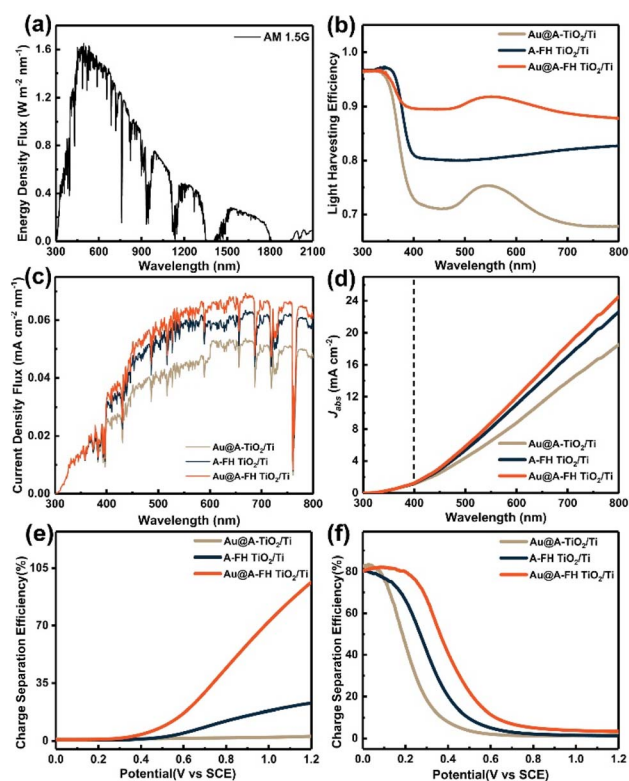 (a)
AM 1.5G
Energy Density Flux (W m⁻² nm⁻¹)
1.6
1.2
0.8
0.4
0.0
300 600 900 1200 1500 1800 2100
Wavelength (nm)
(b)
Au@A-TiO₂/Ti
A-FH TiO₂/Ti
Au@A-FH TiO₂/Ti
Light Harvesting Efficiency
1.0
0.9
0.8
0.7
300 400 500 600 700 800
Wavelength (nm)
(c)
Current Density Flux (mA cm⁻² nm⁻¹)
0.06
0.04
0.02
0.00
Au@A-TiO₂/Ti
A-FH TiO₂/Ti
Au@A-FH TiO₂/Ti
300 400 500 600 700 800
Wavelength (nm)
(d)
J_abs (mA cm⁻²)
24
20
16
12
8
4
0
Au@A-TiO₂/Ti
A-FH TiO₂/Ti
Au@A-FH TiO₂/Ti
300 400 500 600 700 800
Wavelength (nm)
(e)
Au@A-TiO₂/Ti
A-FH TiO₂/Ti
Au@A-FH TiO₂/Ti
Charge Separation Efficiency(%)
105
70
35
0
0.0 0.2 0.4 0.6 0.8 1.0 1.2
Potential(V vs SCE)
(f)
Au@A-TiO₂/Ti
A-FH TiO₂/Ti
Au@A-FH TiO₂/Ti
Charge Separation Efficiency(%)
80
60
40
20
0
0.0 0.2 0.4 0.6 0.8 1.0 1.2
Potential(V vs SCE)